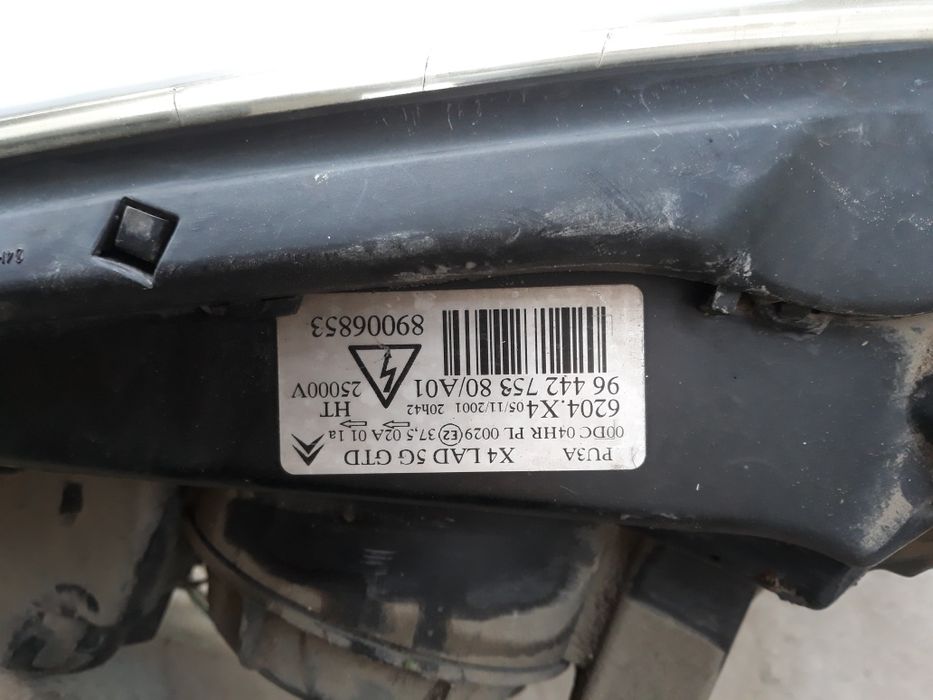 PU3A X4 LAD 5G GTD
00DC 04HR PL 0029 E2 37,5 02A 01 1a
6204.X4 05/11/2001 20h42 HT
96 442 753 80/A01 25000V
89006853